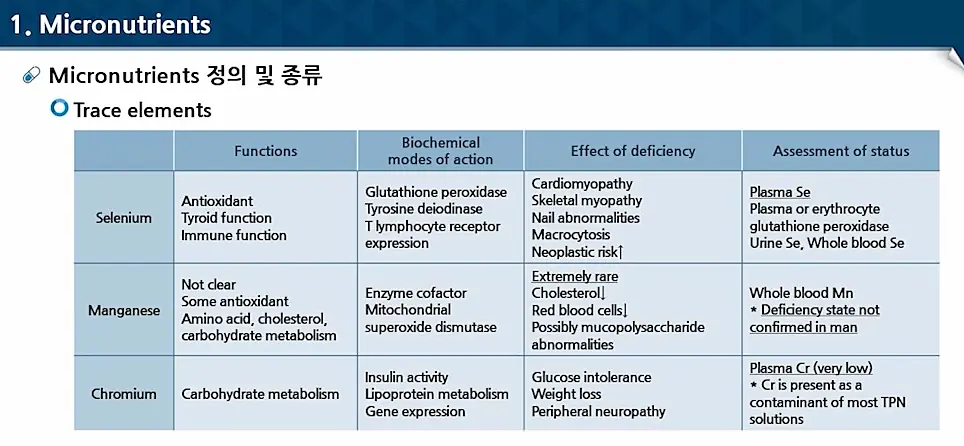 1. Micronutrients
Micronutrients 정의 및 종류
Trace elements
Functions
Biochemical
modes of action
Effect of deficiency
Assessment of status
Selenium
Antioxidant
Tyroid function
Immune function
Glutathione peroxidase
Tyrosine deiodinase
T lymphocyte receptor
expression
Cardiomyopathy
Skeletal myopathy
Nail abnormalities
Macrocytosis
Neoplastic risk↑
Plasma Se
Plasma or erythrocyte
glutathione peroxidase
Urine Se, Whole blood Se
Manganese
Not clear
Some antioxidant
Amino acid, cholesterol,
carbohydrate metabolism
Enzyme cofactor
Mitochondrial
superoxide dismutase
Extremely rare
Cholesterol↓
Red blood cells↓
Possibly mucopolysaccharide
abnormalities
Whole blood Mn
* Deficiency state not
confirmed in man
Chromium
Carbohydrate metabolism
Insulin activity
Lipoprotein metabolism
Gene expression
Glucose intolerance
Weight loss
Peripheral neuropathy
Plasma Cr (very low)
* Cr is present as a
contaminant of most TPN
solutions